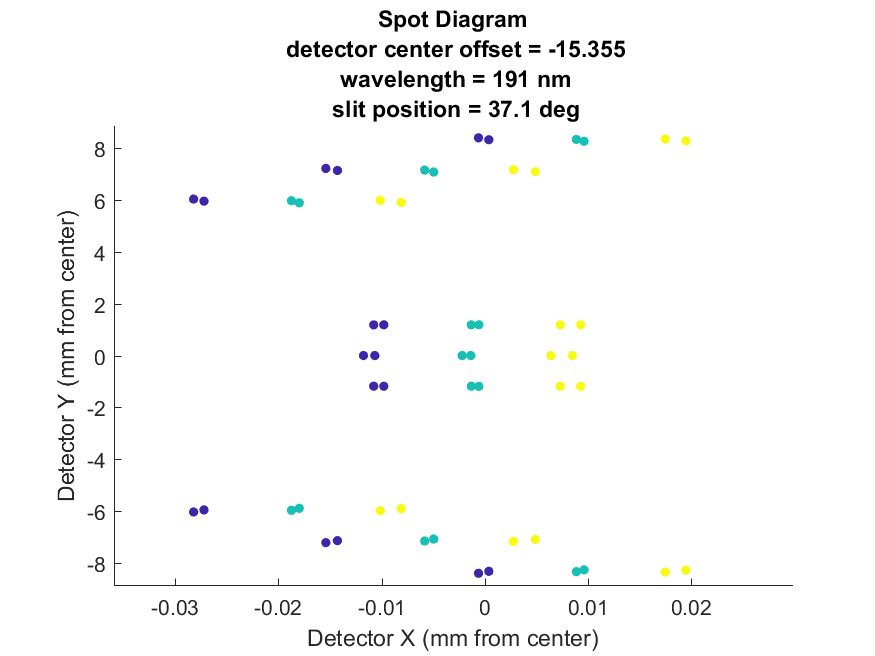 Spot Diagram
detector center offset = -15.355
wavelength = 191 nm
slit position = 37.1 deg
8
6
4
2
0
-2
-4
-6
-8
Detector Y (mm from center)
-0.03 -0.02 -0.01 0 0.01 0.02
Detector X (mm from center)